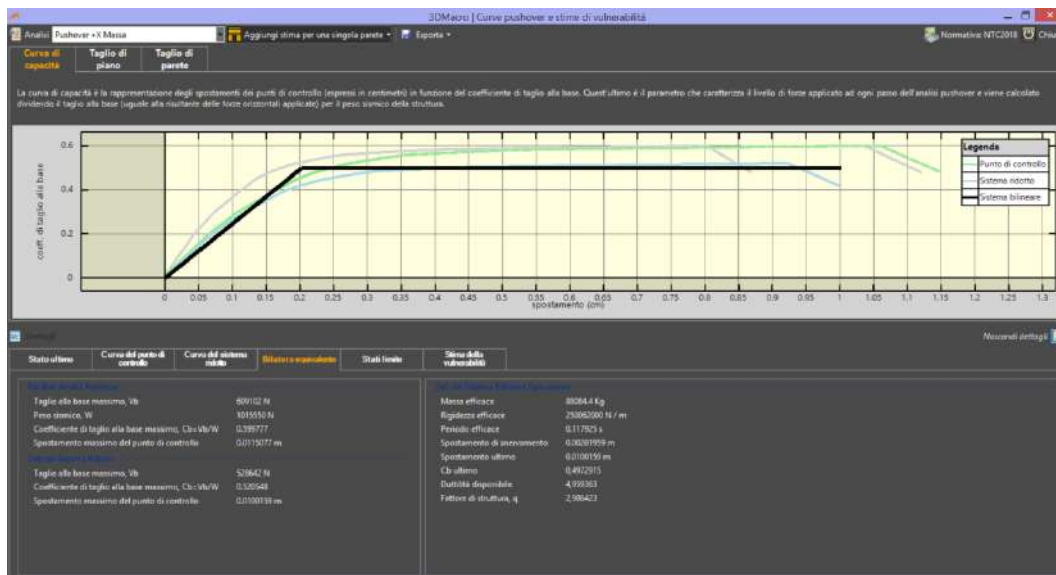 3DMacro | Curve pushover e stime di vulnerabilità
Analisi Pushover +X Massa Aggiungi stima per una singola parete Esporta Normativa: NTC2018 Chiu
Curva di capacità
Taglio di piano
Taglio di parete
La curva di capacità è la rappresentazione degli spostamenti dei punti di controllo (espressi in centimetri) in funzione del coefficiente di taglio alla base. Quest'ultimo è il parametro che caratterizza il livello di forze applicato ad ogni passo dell'analisi pushover e viene calcolato
dividendo il taglio alla base (uguale alla risultante delle forze orizzontali applicate) per il peso sismico della struttura.
coeff. di taglio alla base
0.6
0.4
0.2
0
Legenda
Punto di controllo
Sistema ridotto
Sistema bilineare
0 0.05 0.1 0.15 0.2 0.25 0.3 0.35 0.4 0.45 0.5 0.55 0.6 0.65 0.7 0.75 0.8 0.85 0.9 0.95 1 1.05 1.1 1.15 1.2 1.25 1.3
spostamento (cm)
Nascondi dettagli
Stato ultimo
Curva del punto di controllo
Curva del sistema ridotto
Bilatera equivalente
Stati limite
Stima della vulnerabilità
Taglio alla base massimo, Vb 609102 N
Peso sismico, W 1015550 N
Coefficiente di taglio alla base massimo, Cb=Vb/W 0.599777
Spostamento massimo del punto di controllo 0.0115077 m
Taglio alla base massimo, Vb 528642 N
Coefficiente di taglio alla base massimo, Cb=Vb/W 0.520548
Spostamento massimo del punto di controllo 0.0100159 m
Massa efficace 88084.4 Kg
Rigidezza efficace 250062000 N / m
Periodo efficace 0.117925 s
Spostamento di snervamento 0.00201959 m
Spostamento ultimo 0.0100159 m
Cb ultimo 0,4972915
Duttilità disponibile 4,959363
Fattore di struttura, q 2,986423